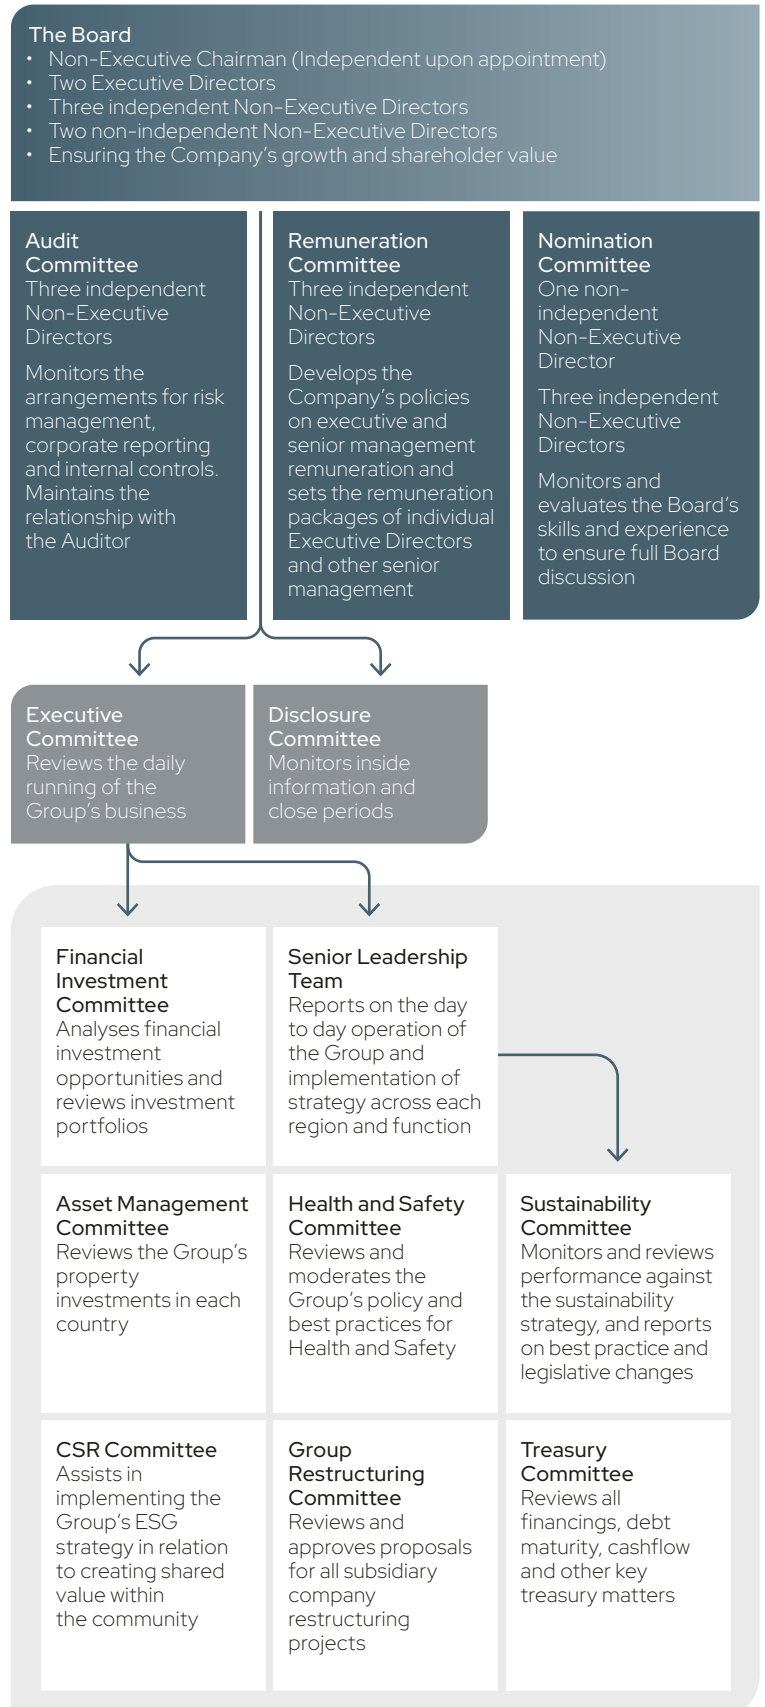 The Board
• Non-Executive Chairman (Independent upon appointment)
• Two Executive Directors
• Three independent Non-Executive Directors
• Two non-independent Non-Executive Directors
• Ensuring the Company’s growth and shareholder value
Audit
Committee
Three independent
Non-Executive
Directors
Monitors the
arrangements for risk
management,
corporate reporting
and internal controls.
Maintains the
relationship with
the Auditor
Remuneration
Committee
Three independent
Non-Executive
Directors
Develops the
Company’s policies
on executive and
senior management
remuneration and
sets the remuneration
packages of individual
Executive Directors
and other senior
management
Nomination
Committee
One non-
independent
Non-Executive
Director
Three independent
Non-Executive
Directors
Monitors and
evaluates the Board’s
skills and experience
to ensure full Board
discussion
Executive
Committee
Reviews the daily
running of the
Group’s business
Disclosure
Committee
Monitors inside
information and
close periods
Financial
Investment
Committee
Analyses financial
investment
opportunities and
reviews investment
portfolios
Senior Leadership
Team
Reports on the day
to day operation of
the Group and
implementation of
strategy across each
region and function
Asset Management
Committee
Reviews the Group’s
property
investments in each
country
Health and Safety
Committee
Reviews and
moderates the
Group’s policy and
best practices for
Health and Safety
Sustainability
Committee
Monitors and reviews
performance against
the sustainability
strategy, and reports
on best practice and
legislative changes
CSR Committee
Assists in
implementing the
Group’s ESG
strategy in relation
to creating shared
value within
the community
Group
Restructuring
Committee
Reviews and
approves proposals
for all subsidiary
company
restructuring
projects
Treasury
Committee
Reviews all
financings, debt
maturity, cashflow
and other key
treasury matters